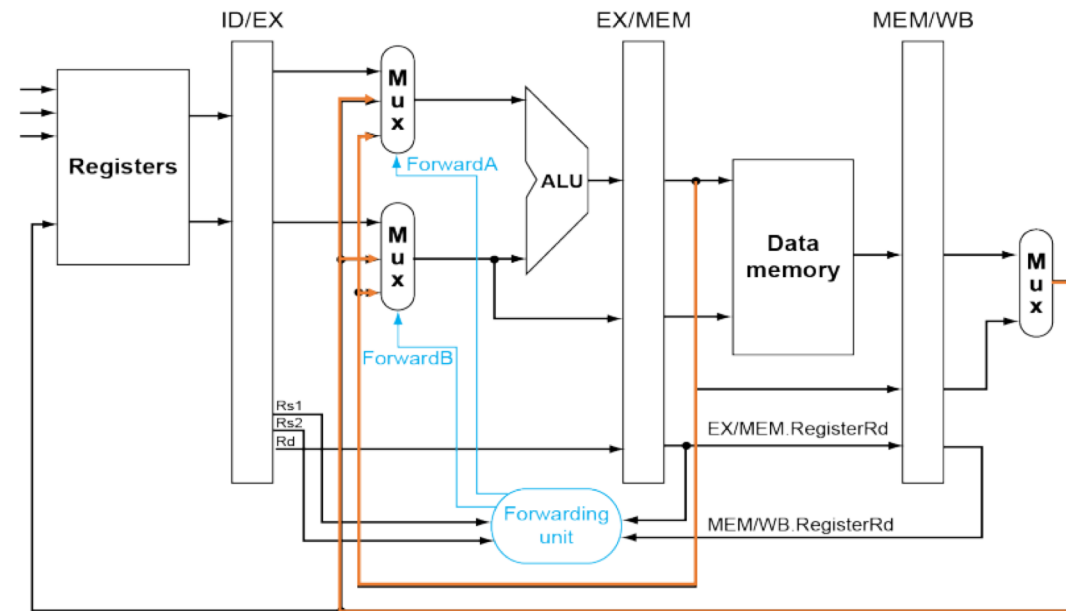 ID/EX
EX/MEM
MEM/WB
Mux
Registers
ForwardA
ALU
Mux
Data
memory
Mux
ForwardB
Rs1
Rs2
Rd
EX/MEM.RegisterRd
Forwarding
unit
MEM/WB.RegisterRd